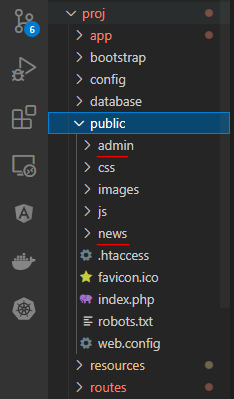 6
proj
app
bootstrap
config
database
public
admin
css
images
js
news
.htaccess
favicon.ico
index.php
robots.txt
web.config
resources
routes